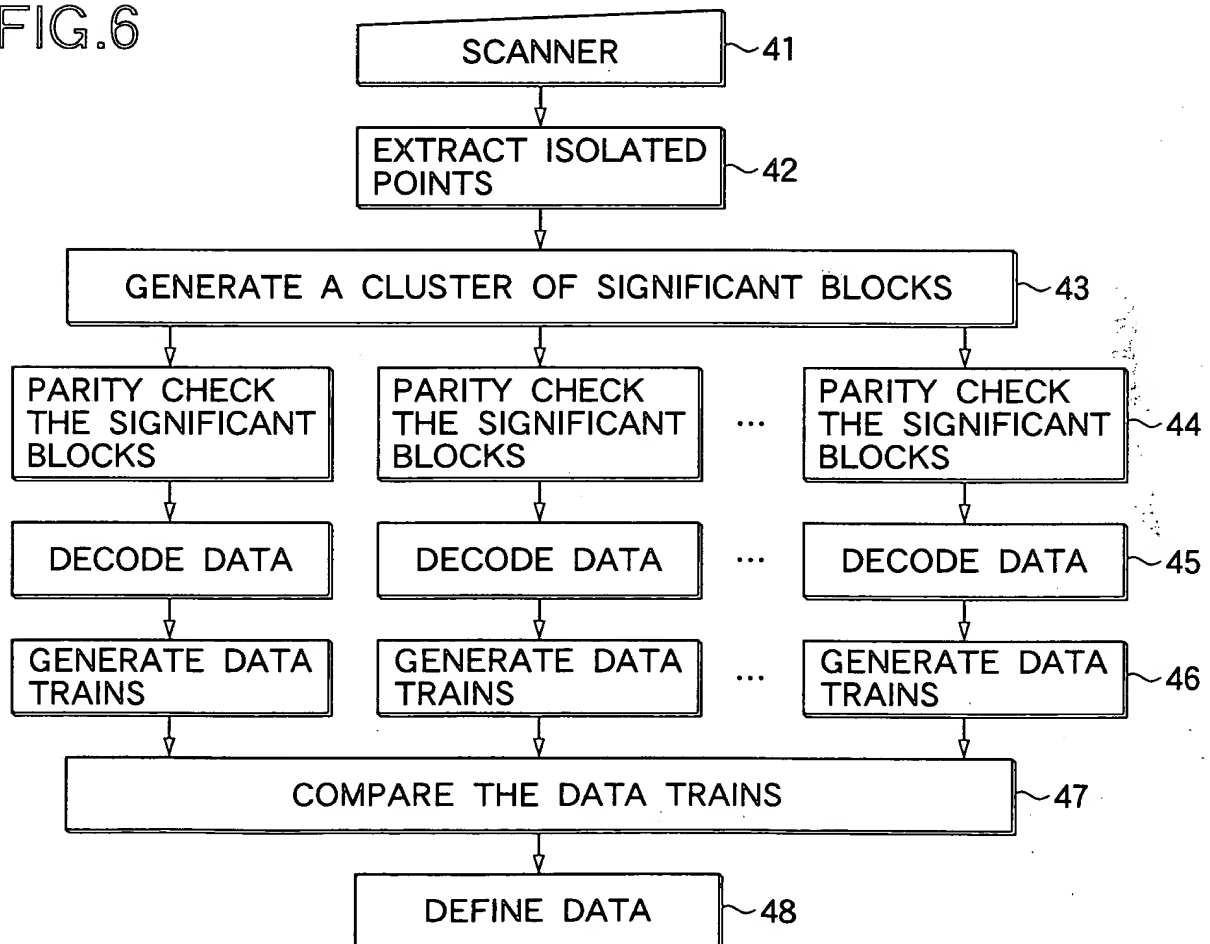 FIG.6
SCANNER
41
EXTRACT ISOLATED
POINTS
42
GENERATE A CLUSTER OF SIGNIFICANT BLOCKS
43
PARITY CHECK
THE SIGNIFICANT
BLOCKS
PARITY CHECK
THE SIGNIFICANT
BLOCKS
...
PARITY CHECK
THE SIGNIFICANT
BLOCKS
44
DECODE DATA
DECODE DATA
...
DECODE DATA
45
GENERATE DATA
TRAINS
GENERATE DATA
TRAINS
...
GENERATE DATA
TRAINS
46
COMPARE THE DATA TRAINS
47
DEFINE DATA
48